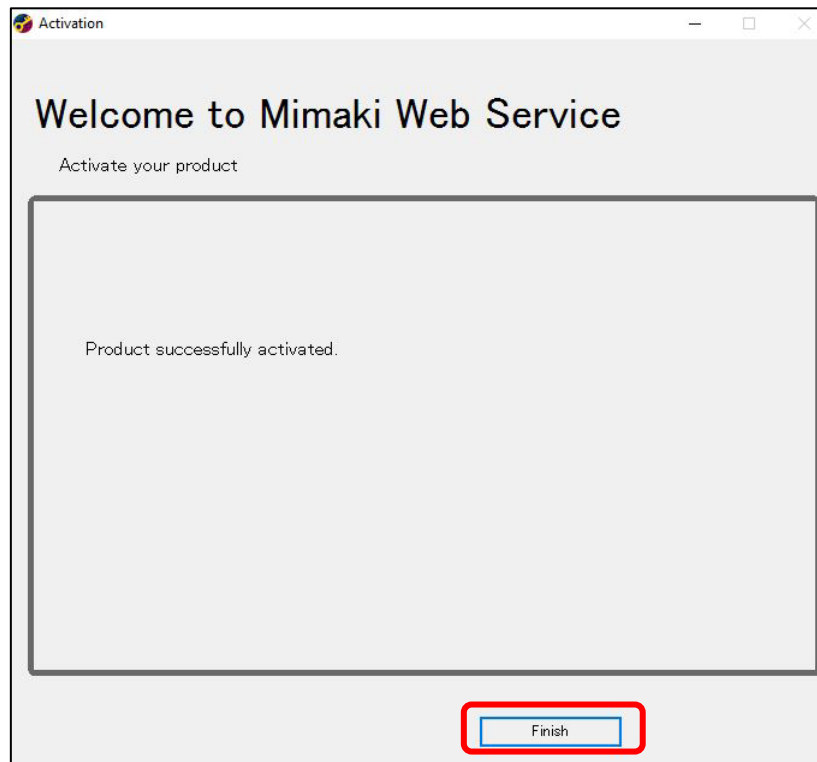 Activation
Welcome to Mimaki Web Service
Activate your product
Product successfully activated.
Finish